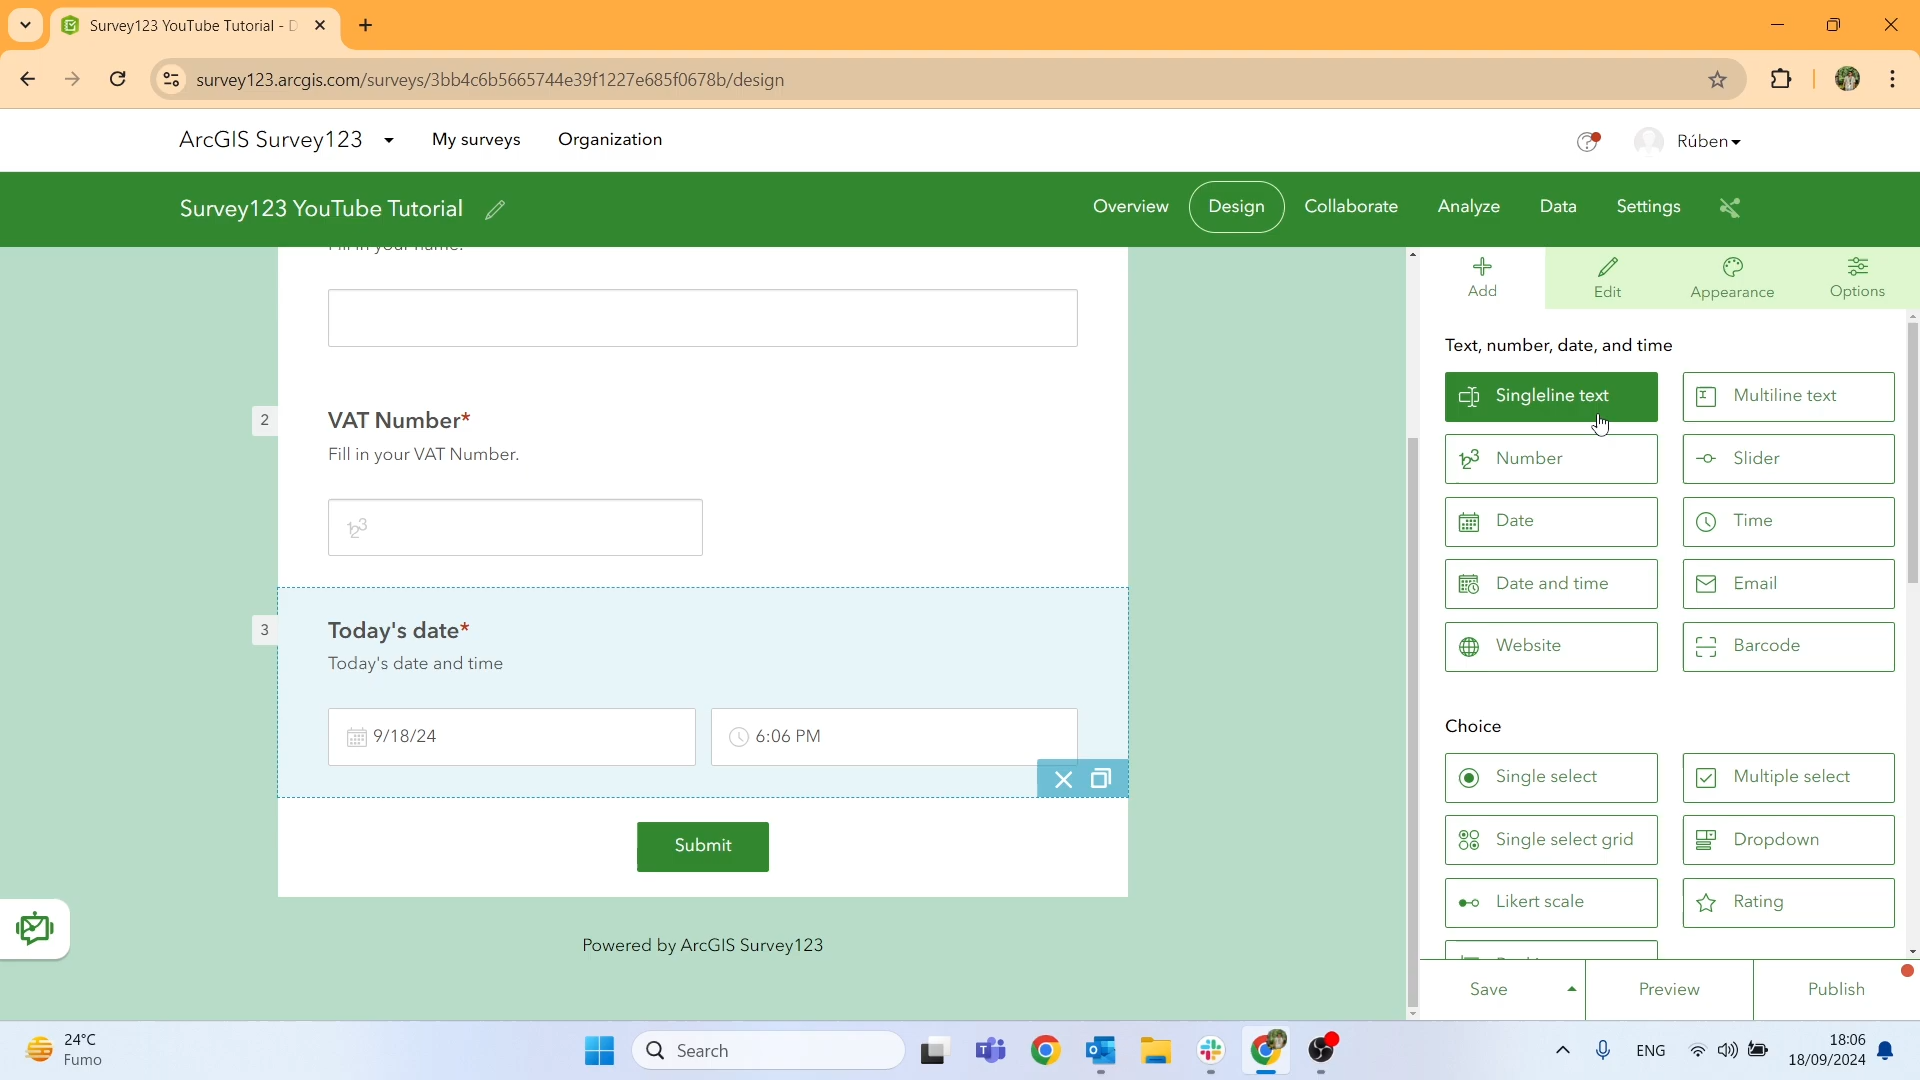 Survey123 YouTube Tutorial - D
survey123.arcgis.com/surveys/3bb4c6b5665744e39f1227e685f0678b/design
ArcGIS Survey123
My surveys
Organization
Rúben
Survey123 YouTube Tutorial
Overview
Design
Collaborate
Analyze
Data
Settings
Fill in your name.
2
VAT Number*
Fill in your VAT Number.
3
Today's date*
Today's date and time
9/18/24
6:06 PM
Submit
Powered by ArcGIS Survey123
Add
Edit
Appearance
Options
Text, number, date, and time
Singleline text
Multiline text
Number
Slider
Date
Time
Date and time
Email
Website
Barcode
Choice
Single select
Multiple select
Single select grid
Dropdown
Likert scale
Rating
Save
Preview
Publish
24°C
Fumo
Search
ENG
18:06
18/09/2024